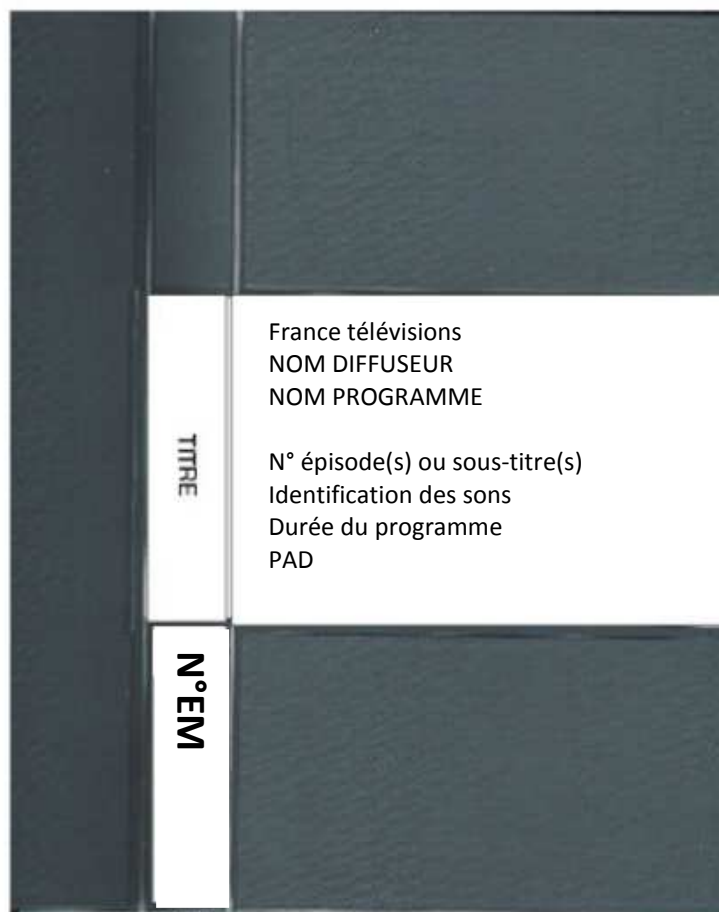 France télévisions
NOM DIFFUSEUR
NOM PROGRAMME
N° épisode(s) ou sous-titre(s)
Identification des sons
Durée du programme
PAD
TITRE
N°EM